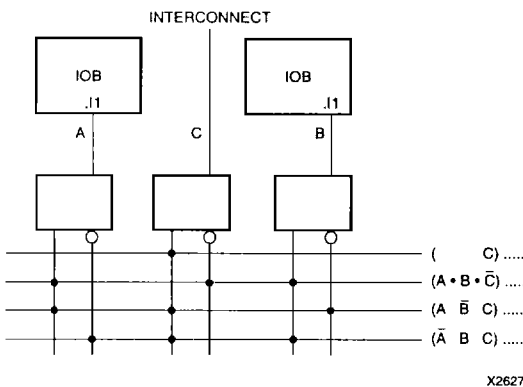 INTERCONNECT
IOB
.I1
IOB
.I1
A
C
B
( C) .....
(A • B • C̅) ....
(A B̅ C) .....
(A̅ B C) .....
X2627